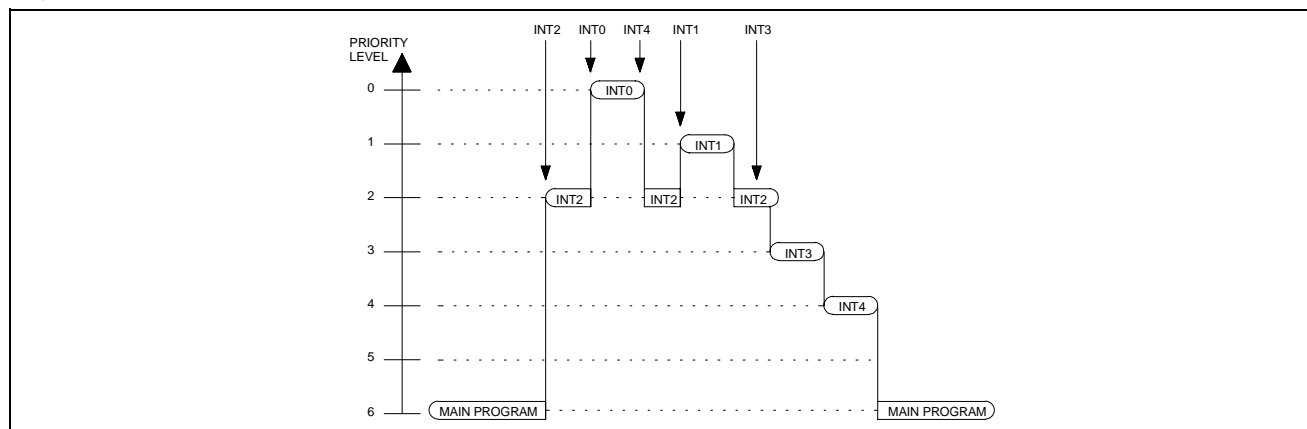 INT2 INT0 INT4 INT1 INT3
PRIORITY
LEVEL
0 INT0
1 INT1
2 INT2 INT2 INT2
3 INT3
4 INT4
5
6 MAIN PROGRAM MAIN PROGRAM